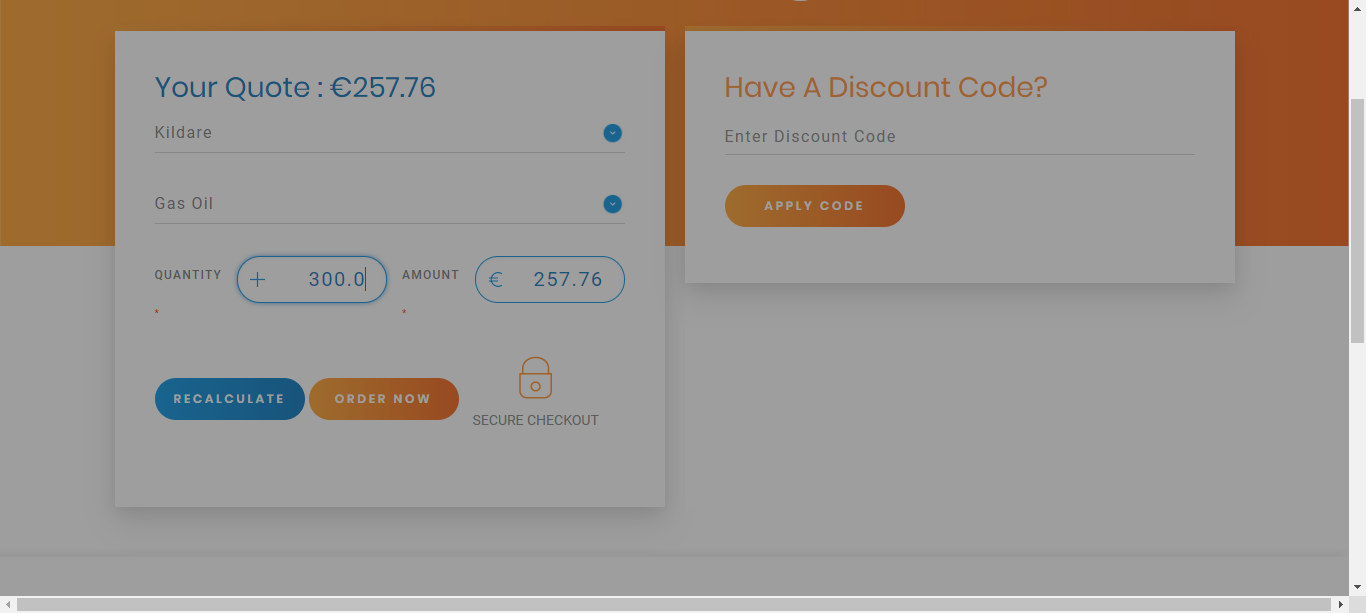 Your Quote : €257.76
Kildare
Gas Oil
QUANTITY
+ 300.0
AMOUNT
€ 257.76
*
*
RECALCULATE
ORDER NOW
SECURE CHECKOUT
Have A Discount Code?
Enter Discount Code
APPLY CODE